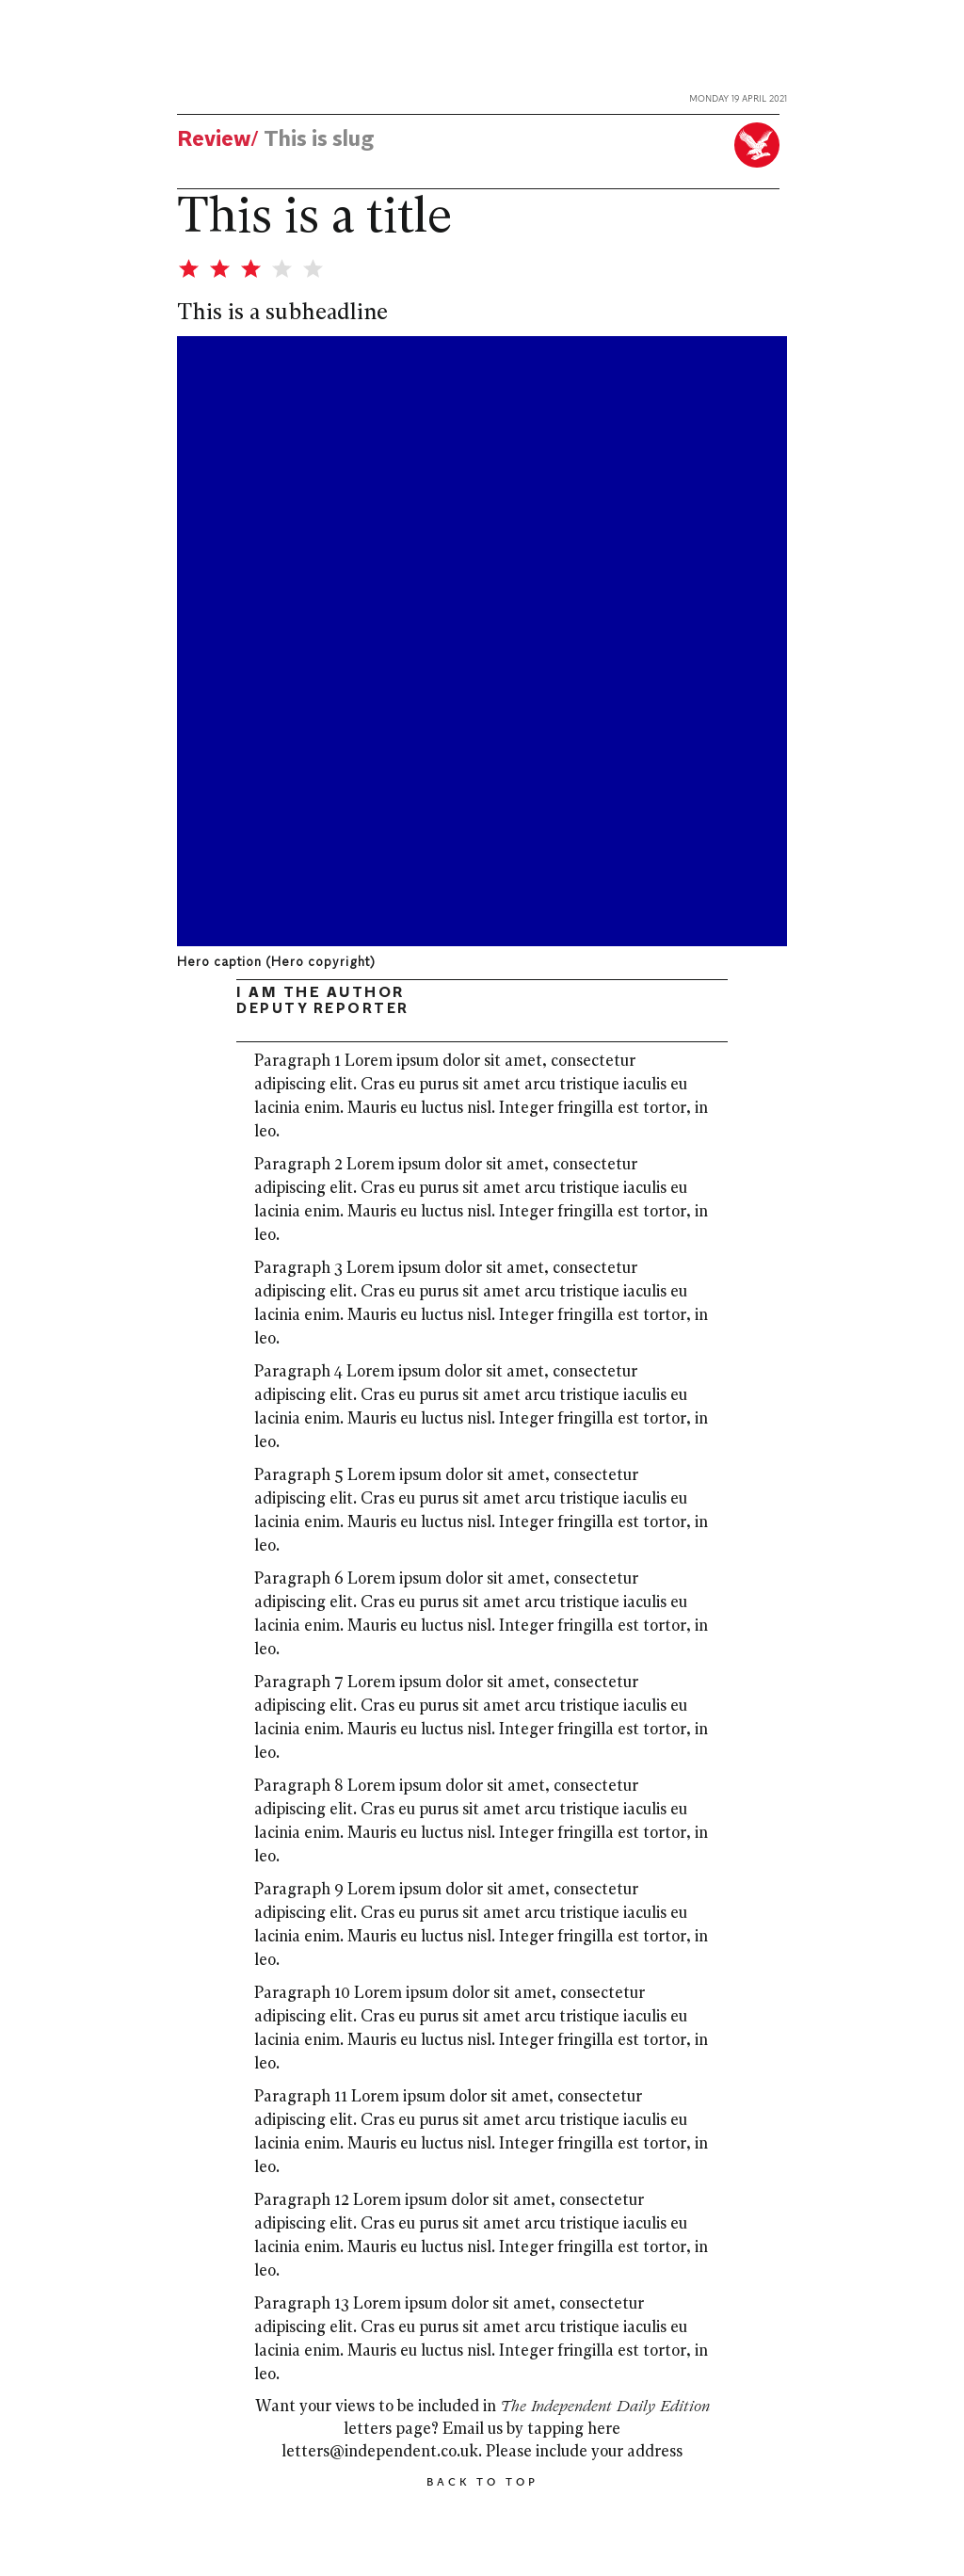 MONDAY 19 APRIL 2021
Review/ This is slug
This is a title
This is a subheadline
Hero caption (Hero copyright)
I AM THE AUTHOR
DEPUTY REPORTER
Paragraph 1 Lorem ipsum dolor sit amet, consectetur
adipiscing elit. Cras eu purus sit amet arcu tristique iaculis eu
lacinia enim. Mauris eu luctus nisl. Integer fringilla est tortor, in
leo.
Paragraph 2 Lorem ipsum dolor sit amet, consectetur
adipiscing elit. Cras eu purus sit amet arcu tristique iaculis eu
lacinia enim. Mauris eu luctus nisl. Integer fringilla est tortor, in
leo.
Paragraph 3 Lorem ipsum dolor sit amet, consectetur
adipiscing elit. Cras eu purus sit amet arcu tristique iaculis eu
lacinia enim. Mauris eu luctus nisl. Integer fringilla est tortor, in
leo.
Paragraph 4 Lorem ipsum dolor sit amet, consectetur
adipiscing elit. Cras eu purus sit amet arcu tristique iaculis eu
lacinia enim. Mauris eu luctus nisl. Integer fringilla est tortor, in
leo.
Paragraph 5 Lorem ipsum dolor sit amet, consectetur
adipiscing elit. Cras eu purus sit amet arcu tristique iaculis eu
lacinia enim. Mauris eu luctus nisl. Integer fringilla est tortor, in
leo.
Paragraph 6 Lorem ipsum dolor sit amet, consectetur
adipiscing elit. Cras eu purus sit amet arcu tristique iaculis eu
lacinia enim. Mauris eu luctus nisl. Integer fringilla est tortor, in
leo.
Paragraph 7 Lorem ipsum dolor sit amet, consectetur
adipiscing elit. Cras eu purus sit amet arcu tristique iaculis eu
lacinia enim. Mauris eu luctus nisl. Integer fringilla est tortor, in
leo.
Paragraph 8 Lorem ipsum dolor sit amet, consectetur
adipiscing elit. Cras eu purus sit amet arcu tristique iaculis eu
lacinia enim. Mauris eu luctus nisl. Integer fringilla est tortor, in
leo.
Paragraph 9 Lorem ipsum dolor sit amet, consectetur
adipiscing elit. Cras eu purus sit amet arcu tristique iaculis eu
lacinia enim. Mauris eu luctus nisl. Integer fringilla est tortor, in
leo.
Paragraph 10 Lorem ipsum dolor sit amet, consectetur
adipiscing elit. Cras eu purus sit amet arcu tristique iaculis eu
lacinia enim. Mauris eu luctus nisl. Integer fringilla est tortor, in
leo.
Paragraph 11 Lorem ipsum dolor sit amet, consectetur
adipiscing elit. Cras eu purus sit amet arcu tristique iaculis eu
lacinia enim. Mauris eu luctus nisl. Integer fringilla est tortor, in
leo.
Paragraph 12 Lorem ipsum dolor sit amet, consectetur
adipiscing elit. Cras eu purus sit amet arcu tristique iaculis eu
lacinia enim. Mauris eu luctus nisl. Integer fringilla est tortor, in
leo.
Paragraph 13 Lorem ipsum dolor sit amet, consectetur
adipiscing elit. Cras eu purus sit amet arcu tristique iaculis eu
lacinia enim. Mauris eu luctus nisl. Integer fringilla est tortor, in
leo.
Want your views to be included in The Independent Daily Edition
letters page? Email us by tapping here
letters@independent.co.uk. Please include your address
BACK TO TOP